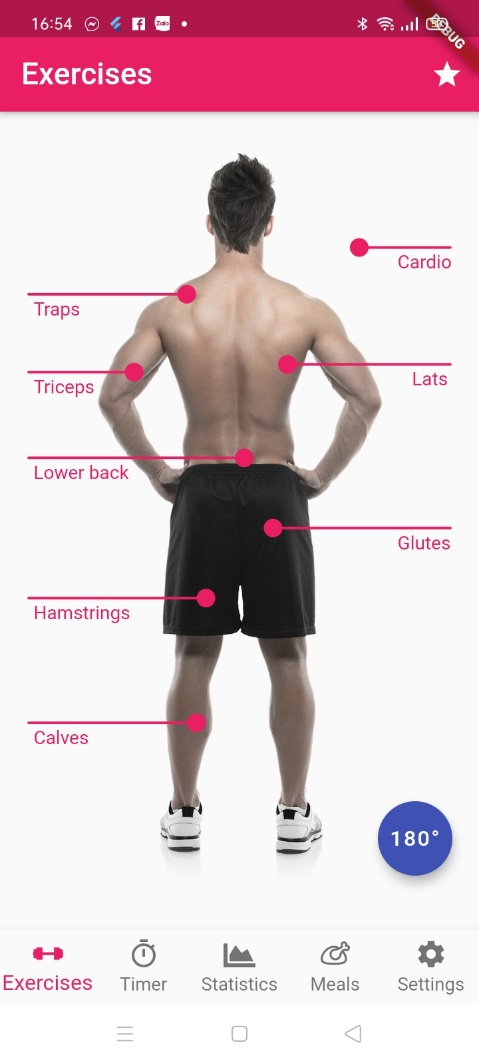 16:54
Zalo
DEBUG
Exercises
Cardio
Traps
Lats
Triceps
Lower back
Glutes
Hamstrings
Calves
180°
Exercises
Timer
Statistics
Meals
Settings